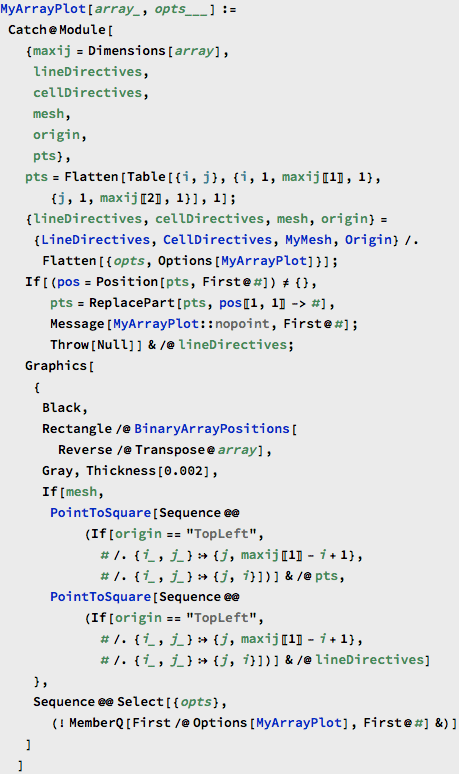 MyArrayPlot[array_, opts___] :=
Catch@Module[
{maxij = Dimensions[array],
lineDirectives,
cellDirectives,
mesh,
origin,
pts},
pts = Flatten[Table[{i, j}, {i, 1, maxij〚1〛, 1},
{j, 1, maxij〚2〛, 1}], 1];
{lineDirectives, cellDirectives, mesh, origin} =
{LineDirectives, CellDirectives, MyMesh, Origin} /.
Flatten[{opts, Options[MyArrayPlot]}];
If[(pos = Position[pts, First@#]) ≠ {},
pts = ReplacePart[pts, pos〚1, 1〛 -> #],
Message[MyArrayPlot::nopoint, First@#];
Throw[Null]] & /@ lineDirectives;
Graphics[
{
Black,
Rectangle /@ BinaryArrayPositions[
Reverse /@ Transpose@array],
Gray, Thickness[0.002],
If[mesh,
PointToSquare[Sequence @@
(If[origin == "TopLeft",
# /. {i_, j_} :> {j, maxij〚1〛 - i + 1},
# /. {i_, j_} :> {j, i}])] & /@ pts,
PointToSquare[Sequence @@
(If[origin == "TopLeft",
# /. {i_, j_} :> {j, maxij〚1〛 - i + 1},
# /. {i_, j_} :> {j, i}])] & /@ lineDirectives]
},
Sequence @@ Select[{opts},
(! MemberQ[First /@ Options[MyArrayPlot], First@#] &)]
]
]